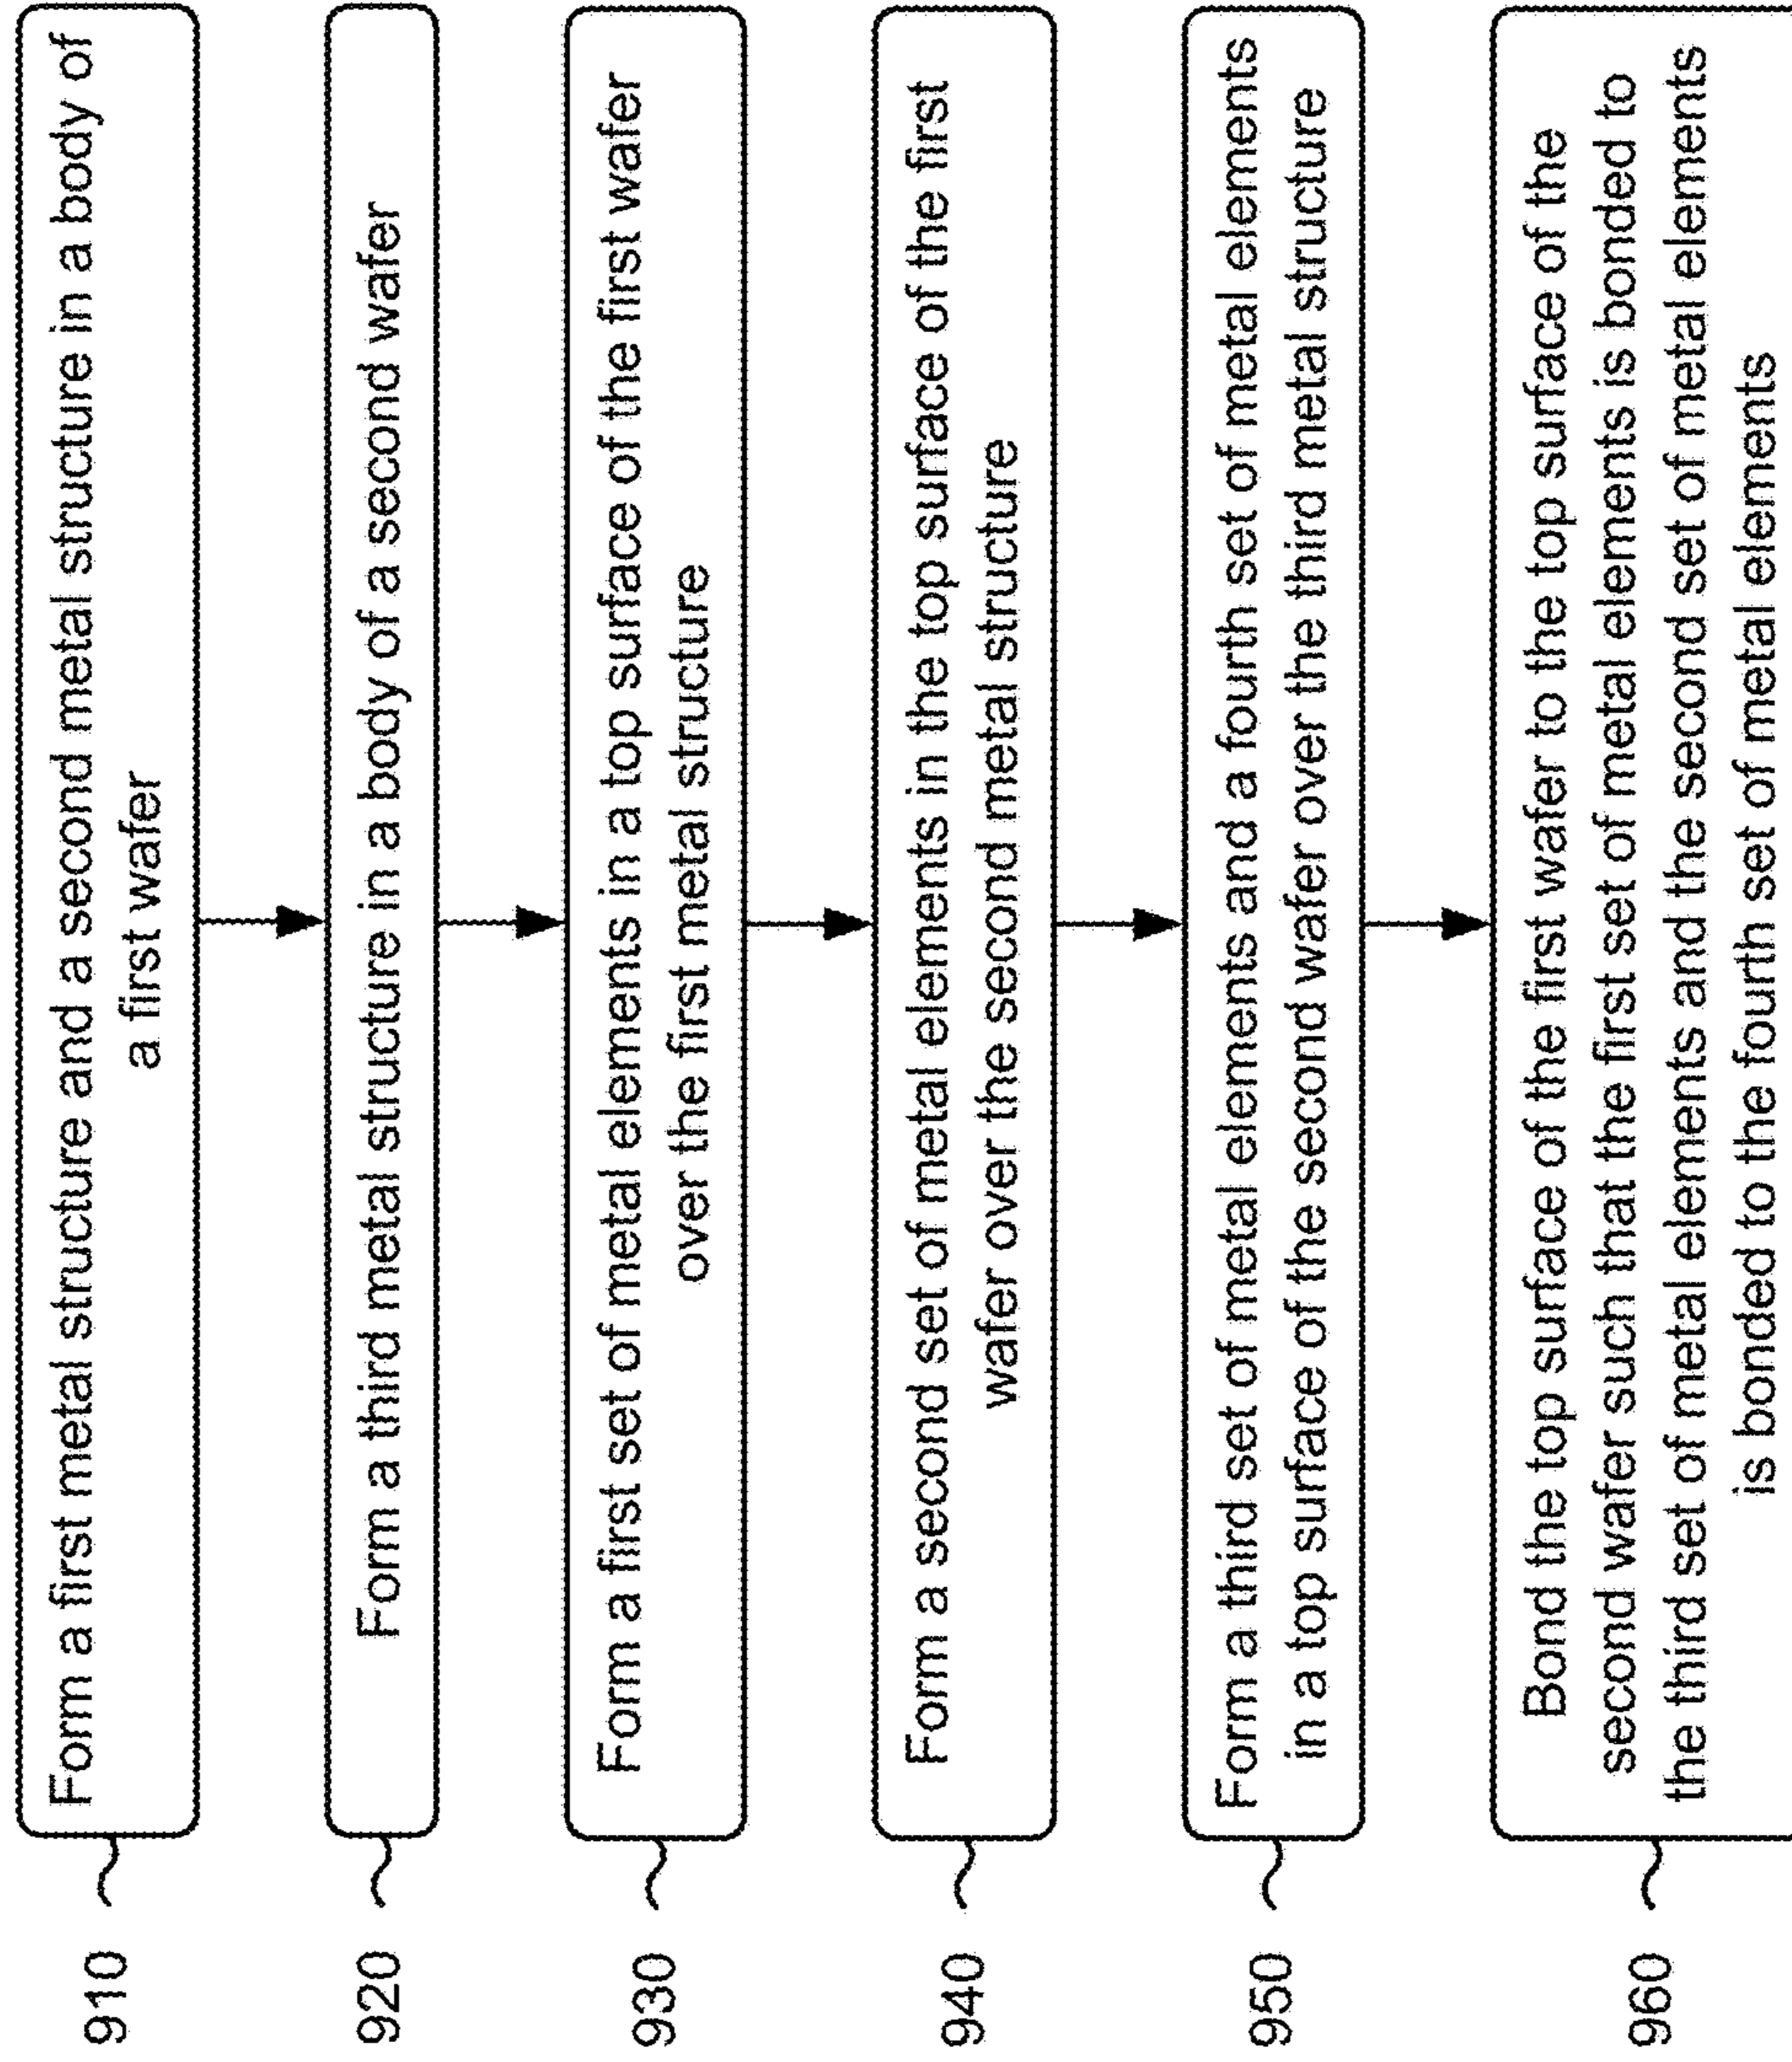 910
Form a first metal structure and a second metal structure in a body of
a first wafer
920
Form a third metal structure in a body of a second wafer
930
Form a first set of metal elements in a top surface of the first wafer
over the first metal structure
940
Form a second set of metal elements in the top surface of the first
wafer over the second metal structure
950
Form a third set of metal elements and a fourth set of metal elements
in a top surface of the second wafer over the third metal structure
960
Bond the top surface of the first wafer to the top surface of the
second wafer such that the first set of metal elements is bonded to
the third set of metal elements and the second set of metal elements
is bonded to the fourth set of metal elements